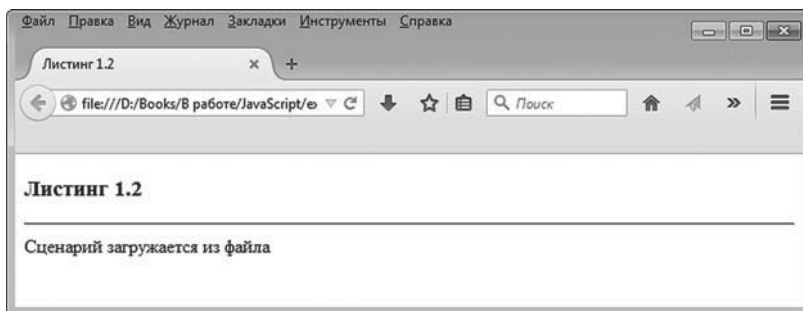 Файл Правка Вид Журнал Закладки Инструменты Справка
Листинг 1.2
file:///D:/Books/В работе/JavaScript/ex
Поиск
Листинг 1.2
Сценарий загружается из файла